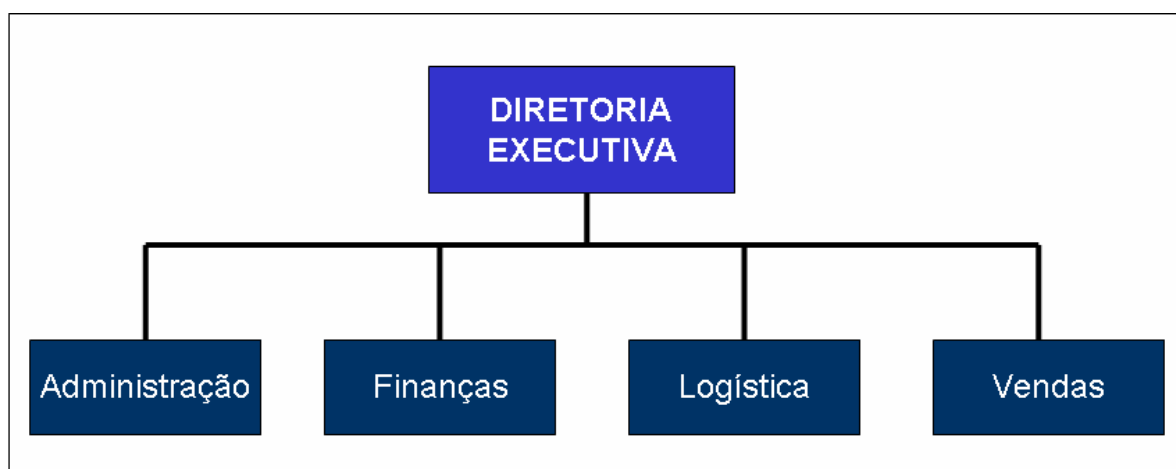 DIRETORIA
EXECUTIVA
Administração
Finanças
Logística
Vendas